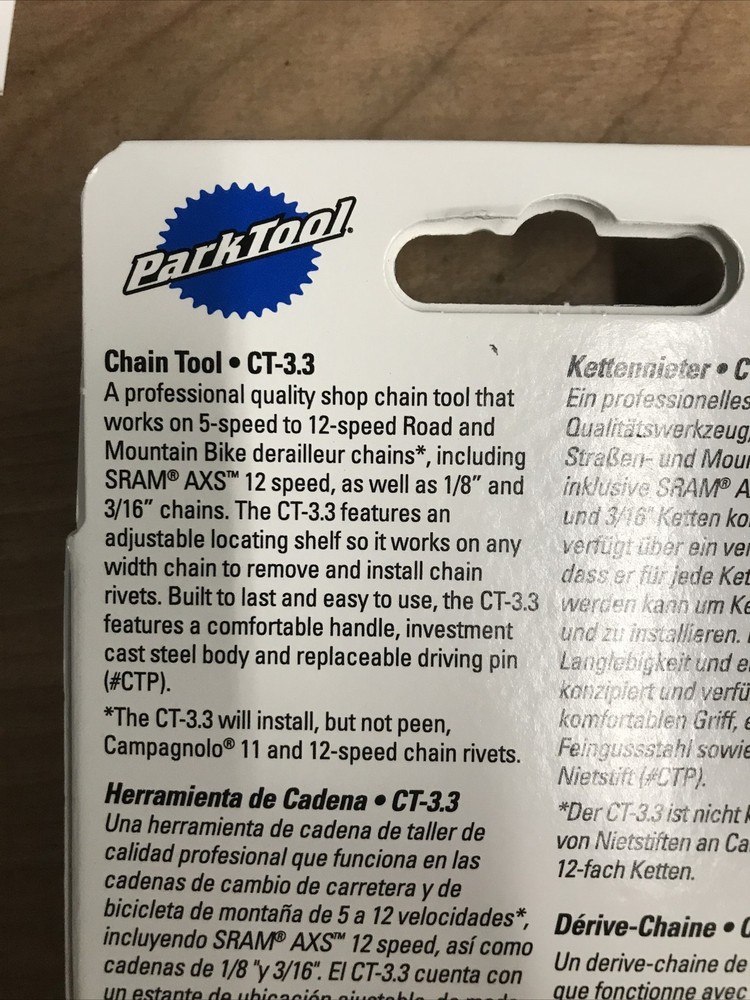 ParkTool®
Chain Tool • CT-3.3
A professional quality shop chain tool that
works on 5-speed to 12-speed Road and
Mountain Bike derailleur chains*, including
SRAM® AXS™ 12 speed, as well as 1/8” and
3/16” chains. The CT-3.3 features an
adjustable locating shelf so it works on any
width chain to remove and install chain
rivets. Built to last and easy to use, the CT-3.3
features a comfortable handle, investment
cast steel body and replaceable driving pin
(#CTP).
*The CT-3.3 will install, but not peen,
Campagnolo® 11 and 12-speed chain rivets.
Herramienta de Cadena • CT-3.3
Una herramienta de cadena de taller de
calidad profesional que funciona en las
cadenas de cambio de carretera y de
bicicleta de montaña de 5 a 12 velocidades*,
incluyendo SRAM® AXS™ 12 speed, así como
cadenas de 1/8 "y 3/16". El CT-3.3 cuenta con
un estante de ubicación ajustable, de modo
Kettennieter •
Ein professionelles
Qualitätswerkzeug,
Straßen- und
inklusive SRAM®
und 3/16" Ketten
verfügt über ein
dass er für jede
werden kann um
und zu installieren.
Langlebigkeit und
konzipiert und
komfortablen Griff,
Feingussstahl
Nietstift (#CTP).
*Der CT-3.3 ist nicht
von Nietstiften an
12-fach Ketten.
Dérive-Chaine •
Un derive-chaine de
que fonctionne avec